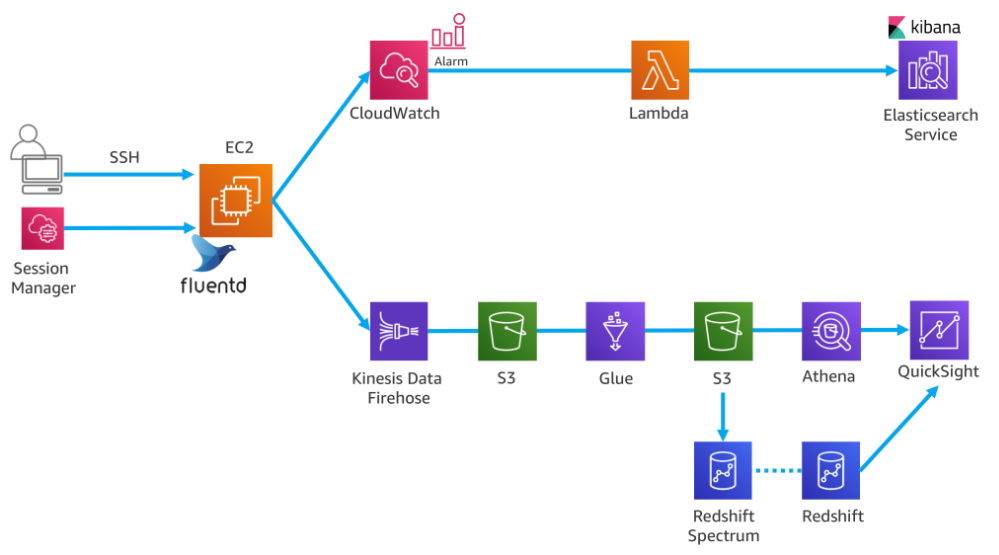 kibana
Alarm
CloudWatch
Lambda
Elasticsearch
Service
SSH
EC2
Session
Manager
fluentd
Kinesis Data
Firehose
S3
Glue
S3
Athena
QuickSight
Redshift
Spectrum
Redshift